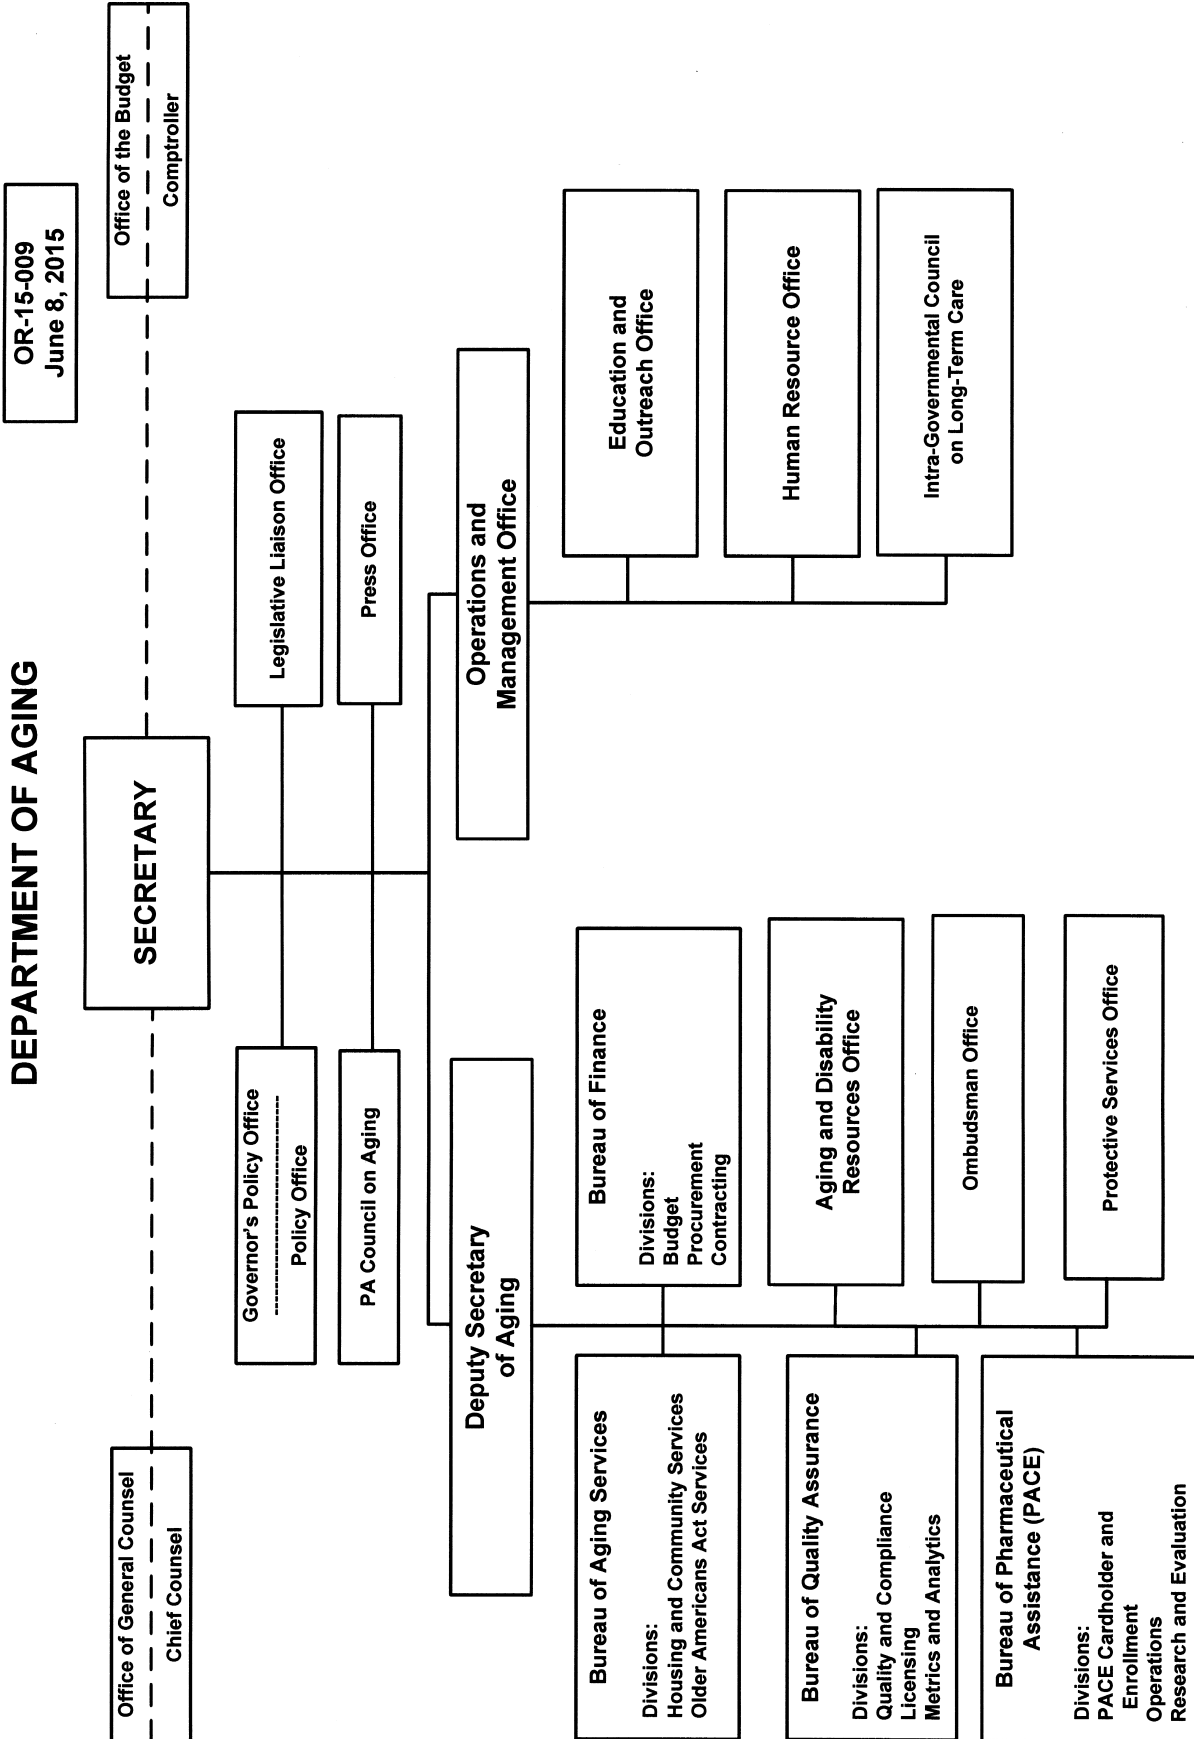 DEPARTMENT OF AGING
OR-15-009
June 8, 2015
Office of General Counsel
Chief Counsel
SECRETARY
Office of the Budget
Comptroller
Governor's Policy Office
Policy Office
Legislative Liaison Office
PA Council on Aging
Press Office
Deputy Secretary
of Aging
Operations and
Management Office
Bureau of Aging Services
Divisions:
Housing and Community Services
Older Americans Act Services
Bureau of Finance
Divisions:
Budget
Procurement
Contracting
Education and
Outreach Office
Bureau of Quality Assurance
Divisions:
Quality and Compliance
Licensing
Metrics and Analytics
Aging and Disability
Resources Office
Human Resource Office
Ombudsman Office
Intra-Governmental Council
on Long-Term Care
Bureau of Pharmaceutical
Assistance (PACE)
Divisions:
PACE Cardholder and
Enrollment
Operations
Research and Evaluation
Protective Services Office